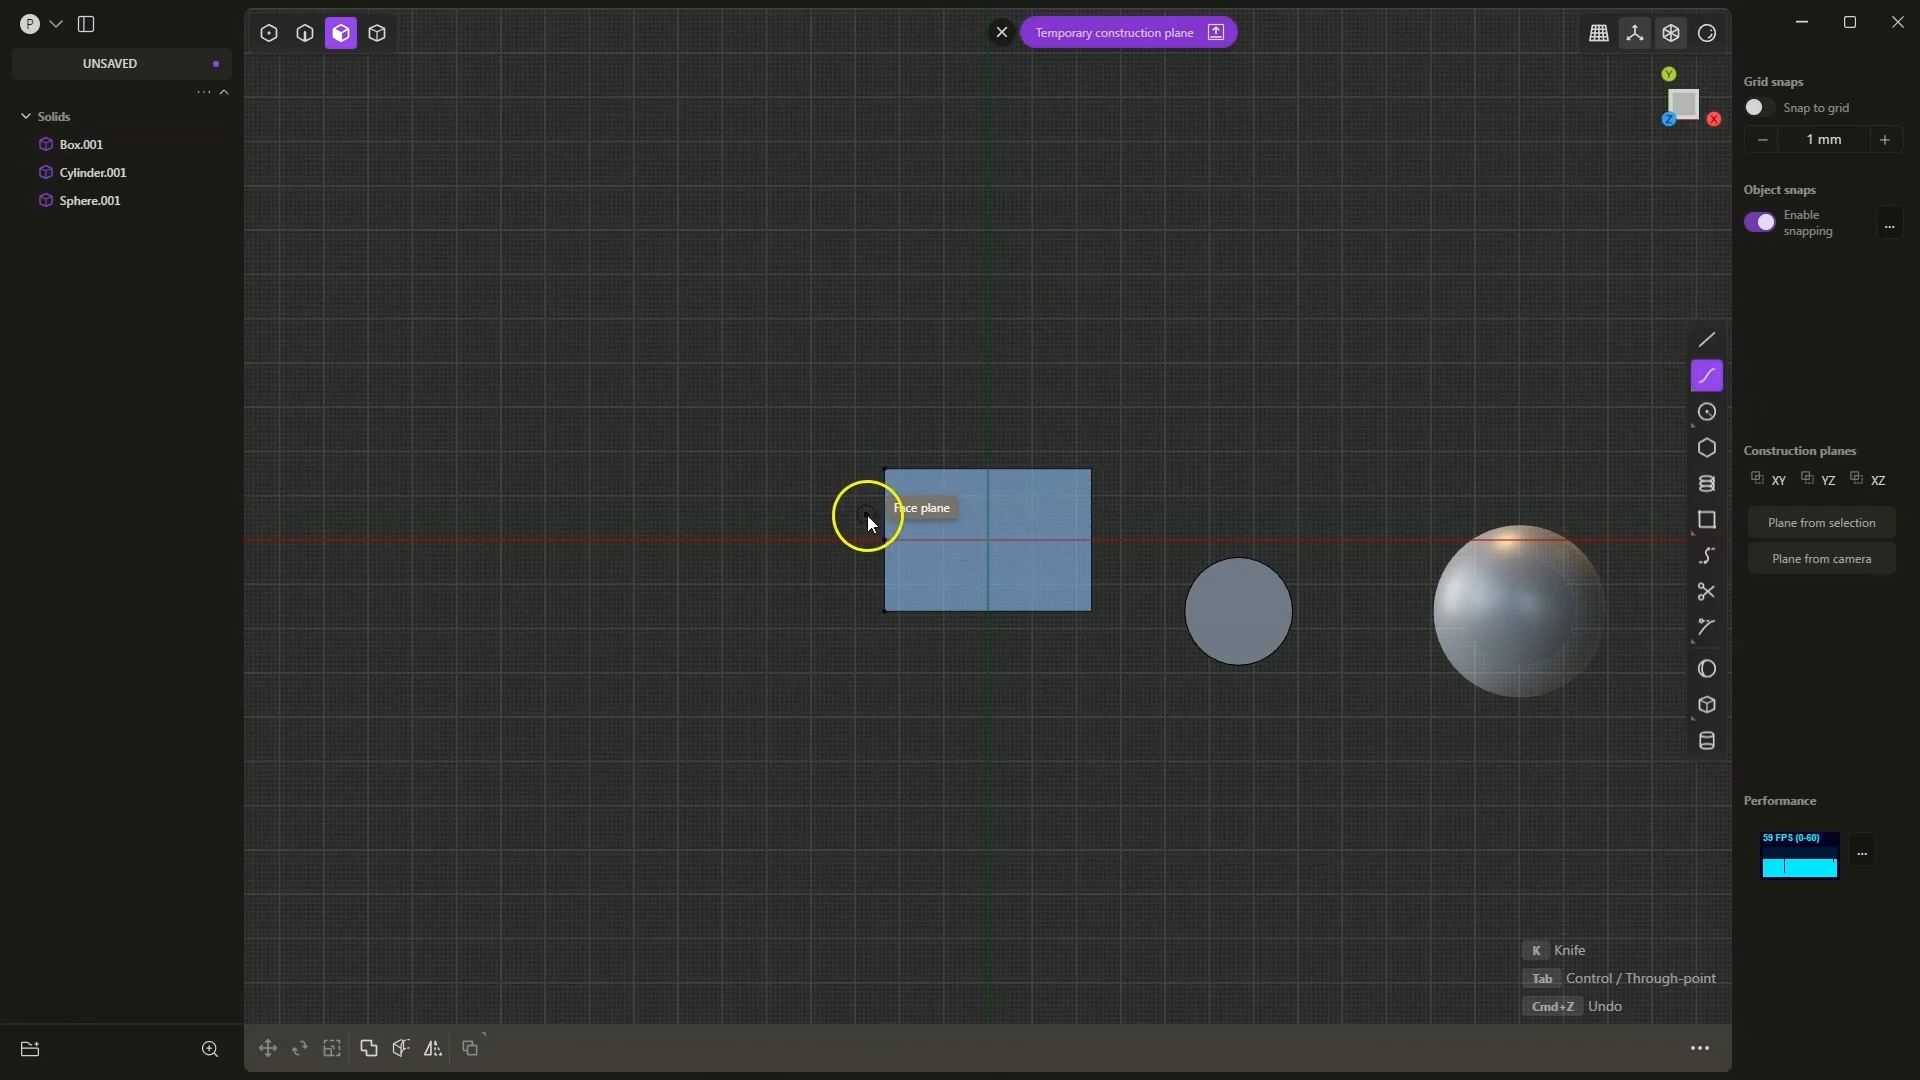 P
UNSAVED
Solids
Box.001
Cylinder.001
Sphere.001
Temporary construction plane
Y
Z
X
Face plane
K Knife
Tab Control / Through-point
Cmd+Z Undo
Grid snaps
Snap to grid
1 mm
Object snaps
Enable
snapping
Construction planes
XY YZ XZ
Plane from selection
Plane from camera
Performance
59 FPS (0-60)